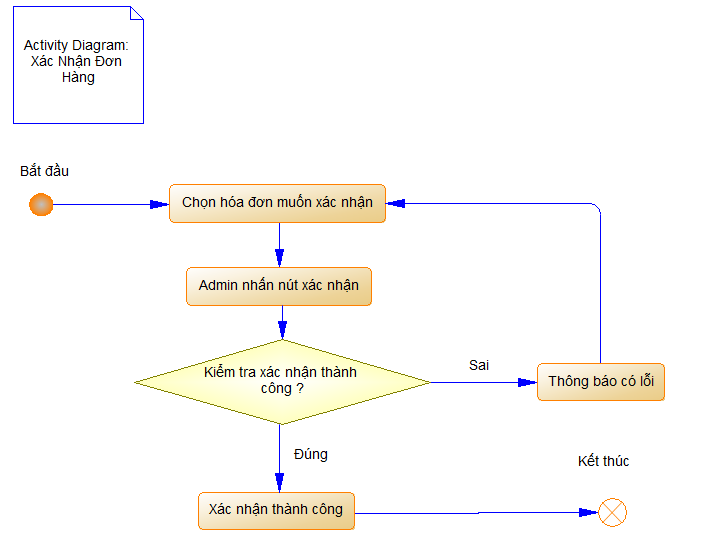 Activity Diagram:
Xác Nhận Đơn
Hàng
Bắt đầu
Chọn hóa đơn muốn xác nhận
Admin nhấn nút xác nhận
Kiểm tra xác nhận thành
công ?
Sai
Thông báo có lỗi
Đúng
Kết thúc
Xác nhận thành công